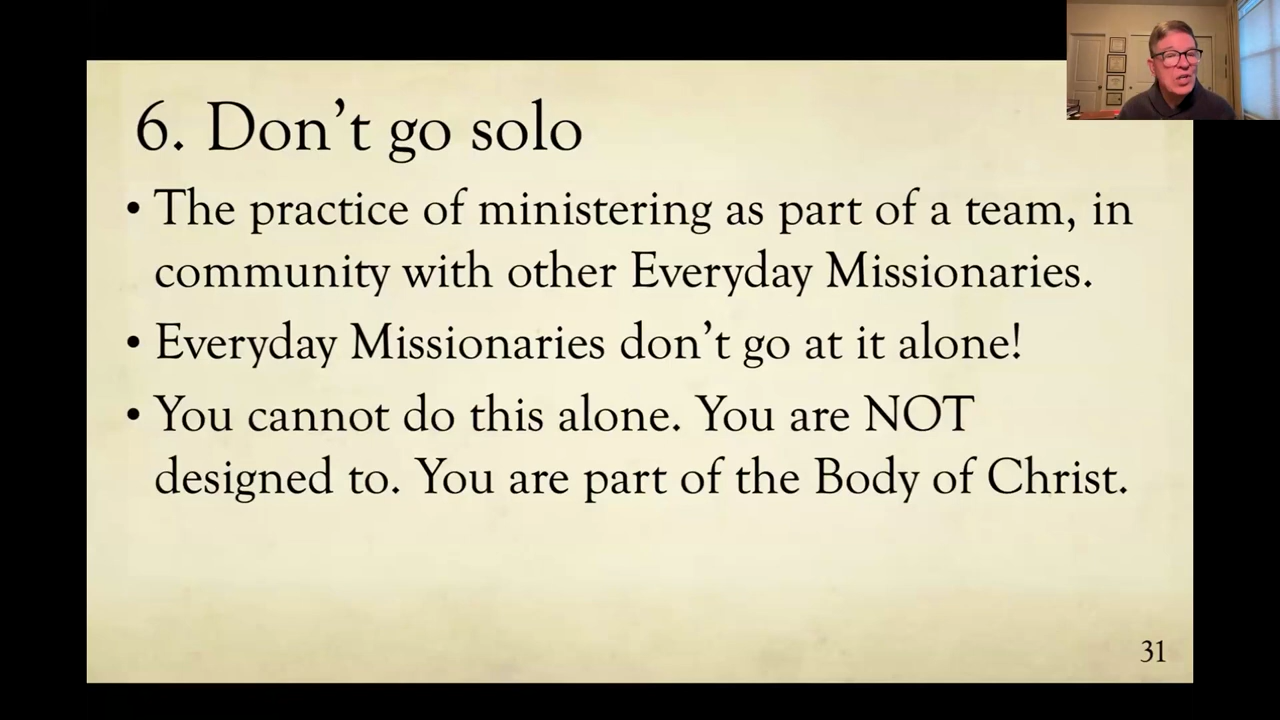 6. Don’t go solo
• The practice of ministering as part of a team, in
community with other Everyday Missionaries.
• Everyday Missionaries don’t go at it alone!
• You cannot do this alone. You are NOT
designed to. You are part of the Body of Christ.
31